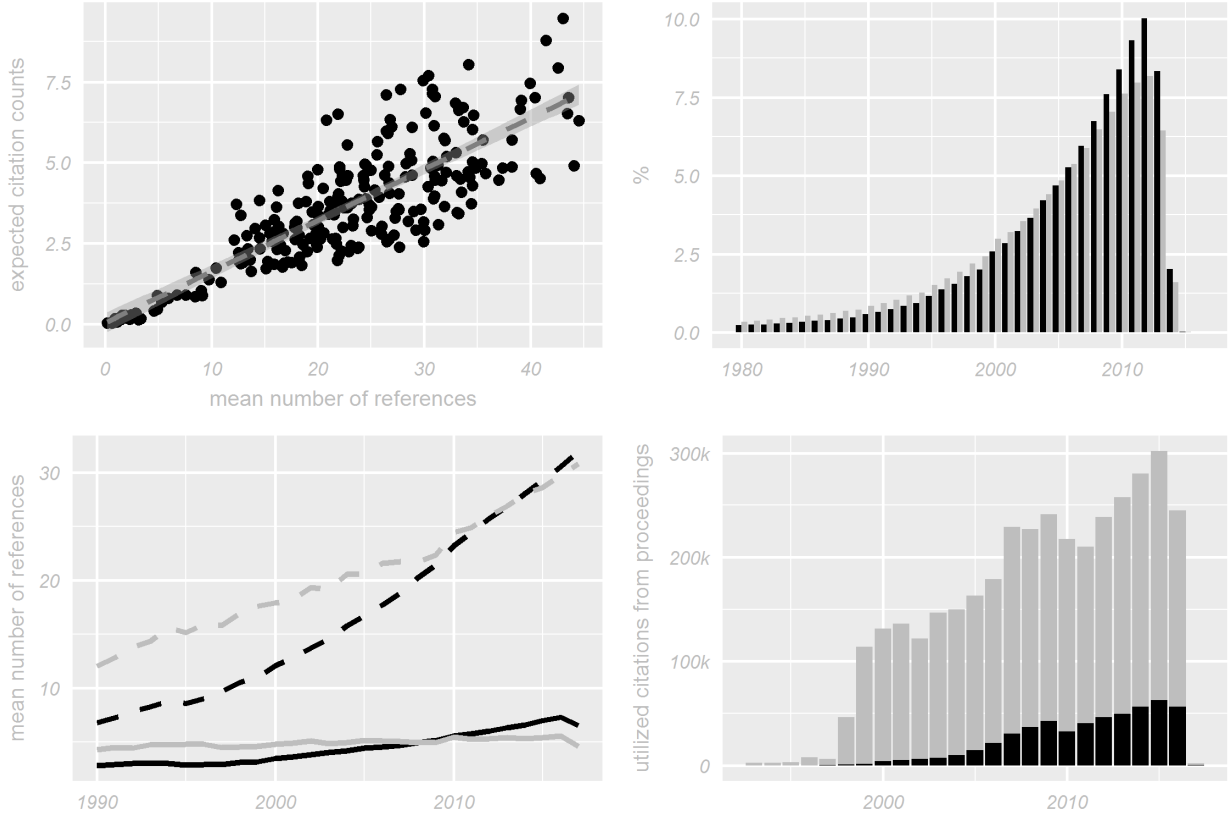 expected citation counts
7.5
5.0
2.5
0.0
0 10 20 30 40
mean number of references
%
10.0
7.5
5.0
2.5
0.0
1980 1990 2000 2010
mean number of references
30
20
10
1990 2000 2010
utilized citations from proceedings
300k
200k
100k
0
2000 2010